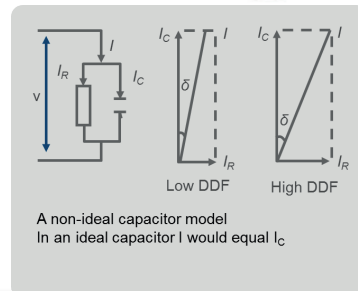 I
I_R
I_C
v
I_C
I
δ
I_R
Low DDF
I_C
I
δ
I_R
High DDF
A non-ideal capacitor model
In an ideal capacitor I would equal I_C